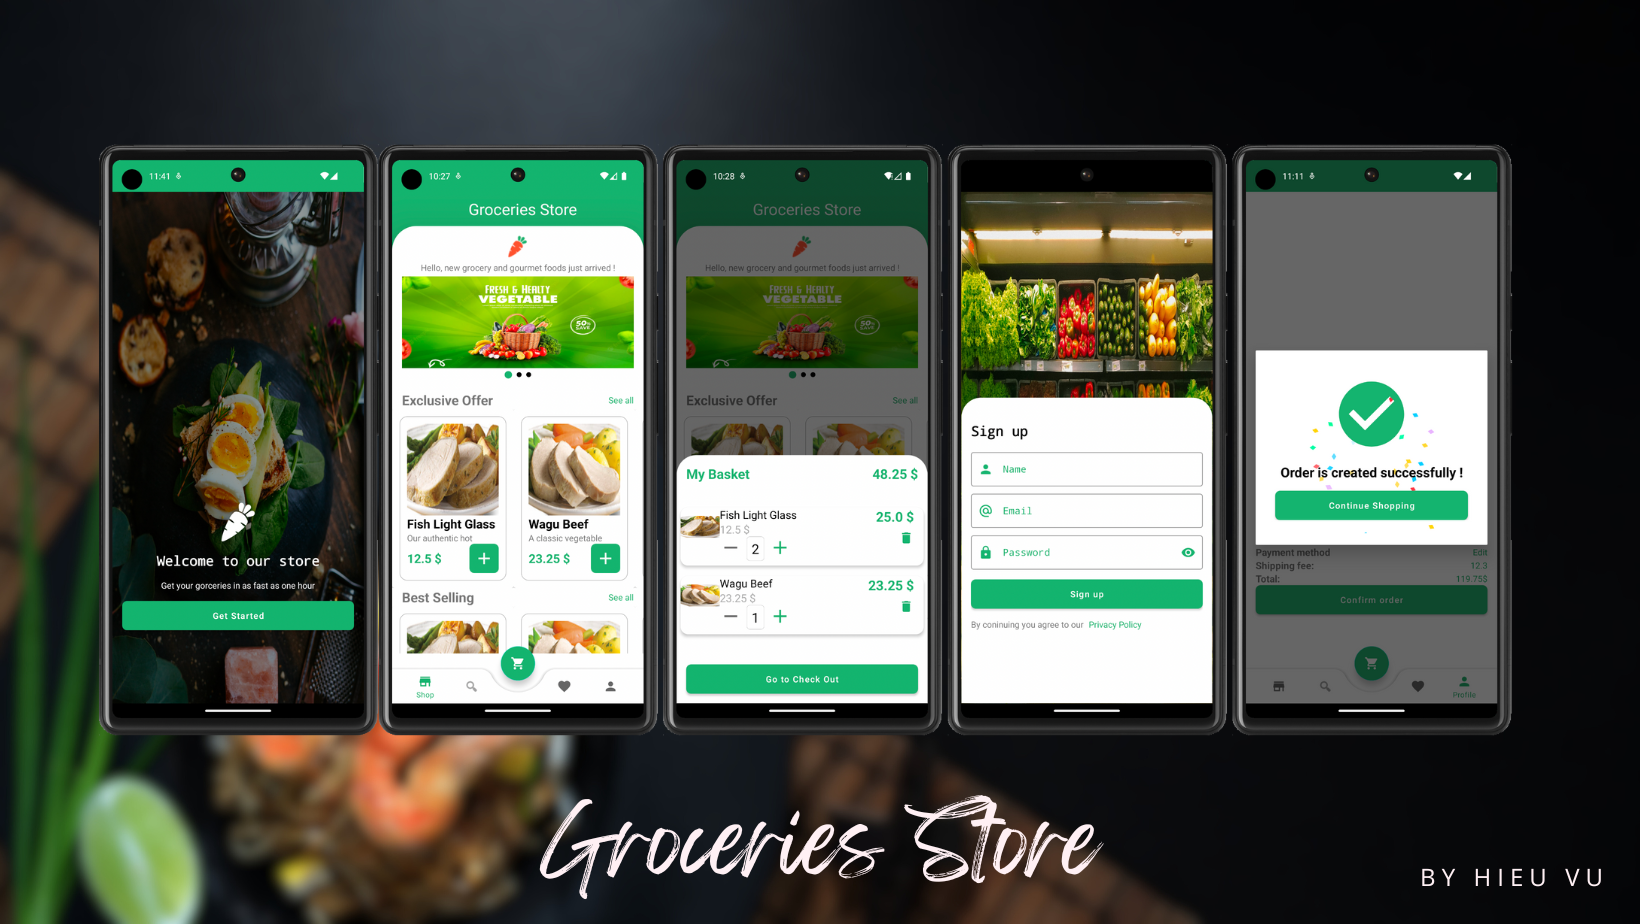 11:41
Welcome to our store
Get your gorceries in as fast as one hour
Get Started
10:27
Groceries Store
Hello, new grocery and gourmet foods just arrived !
FRESH & HEALTY
VEGETABLE
50%
SAVE
Exclusive Offer
See all
Fish Light Glass
Our authentic hot
12.5 $
Wagu Beef
A classic vegetable
23.25 $
Best Selling
See all
Shop
10:28
Groceries Store
Hello, new grocery and gourmet foods just arrived !
FRESH & HEALTY
VEGETABLE
50%
SAVE
Exclusive Offer
See all
My Basket
48.25 $
Fish Light Glass
12.5 $
2
25.0 $
Wagu Beef
23.25 $
1
23.25 $
Go to Check Out
Sign up
Name
Email
Password
Sign up
By coninuing you agree to our Privacy Policy
11:11
Order is created successfully !
Continue Shopping
Payment method
Edit
Shipping fee:
12.3
Total:
119.75$
Confirm order
Profile
Groceries Store
BY HIEU VU